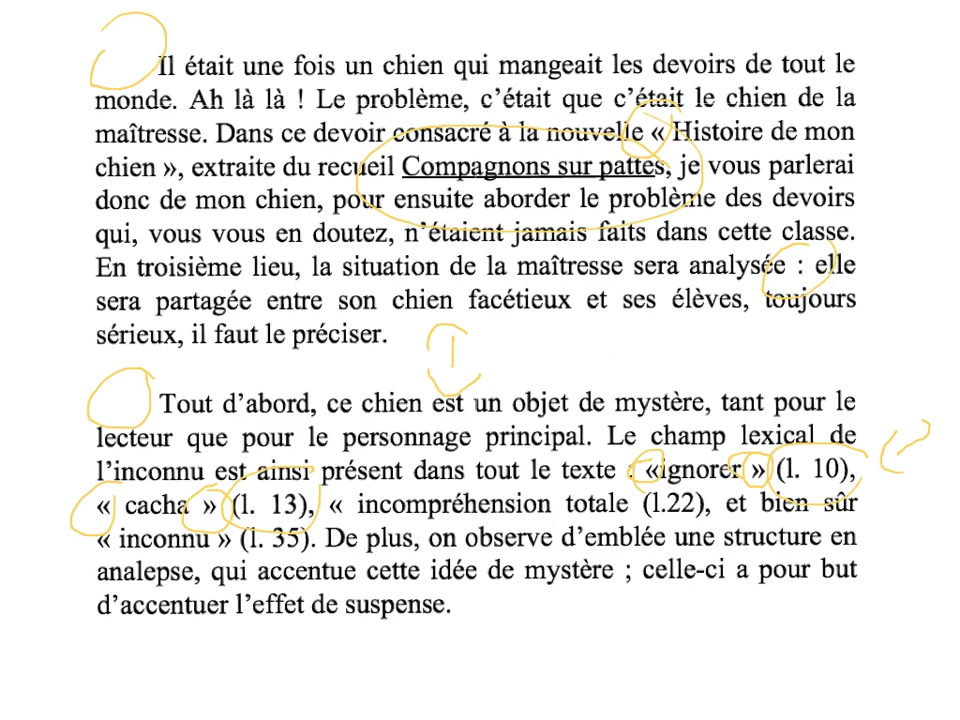 Il était une fois un chien qui mangeait les devoirs de tout le
monde. Ah là là ! Le problème, c’était que c’était le chien de la
maîtresse. Dans ce devoir consacré à la nouvelle « Histoire de mon
chien », extraite du recueil Compagnons sur pattes, je vous parlerai
donc de mon chien, pour ensuite aborder le problème des devoirs
qui, vous vous en doutez, n’étaient jamais faits dans cette classe.
En troisième lieu, la situation de la maîtresse sera analysée : elle
sera partagée entre son chien facétieux et ses élèves, toujours
sérieux, il faut le préciser.
Tout d’abord, ce chien est un objet de mystère, tant pour le
lecteur que pour le personnage principal. Le champ lexical de
l’inconnu est ainsi présent dans tout le texte : «ignorer » (l. 10),
« cacha » (l. 13), « incompréhension totale (l.22), et bien sûr
« inconnu » (l. 35). De plus, on observe d’emblée une structure en
analepse, qui accentue cette idée de mystère ; celle-ci a pour but
d’accentuer l’effet de suspense.